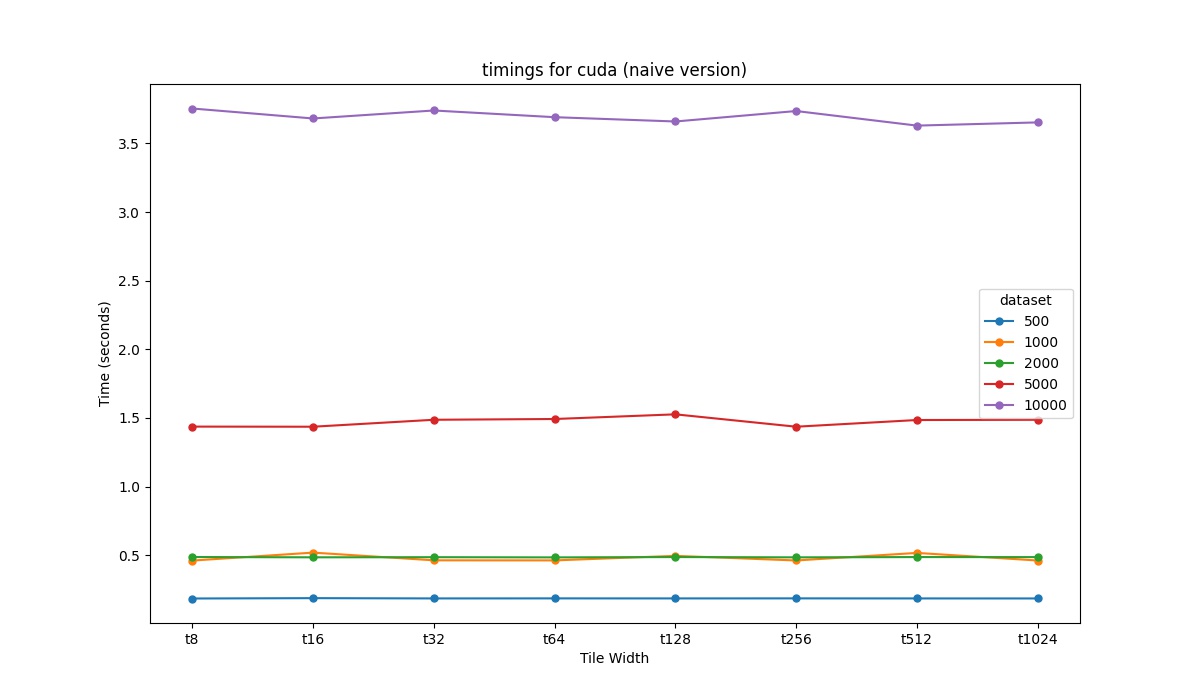 timings for cuda (naive version)
Time (seconds)
3.5
3.0
2.5
2.0
1.5
1.0
0.5
dataset
500
1000
2000
5000
10000
t8 t16 t32 t64 t128 t256 t512 t1024
Tile Width